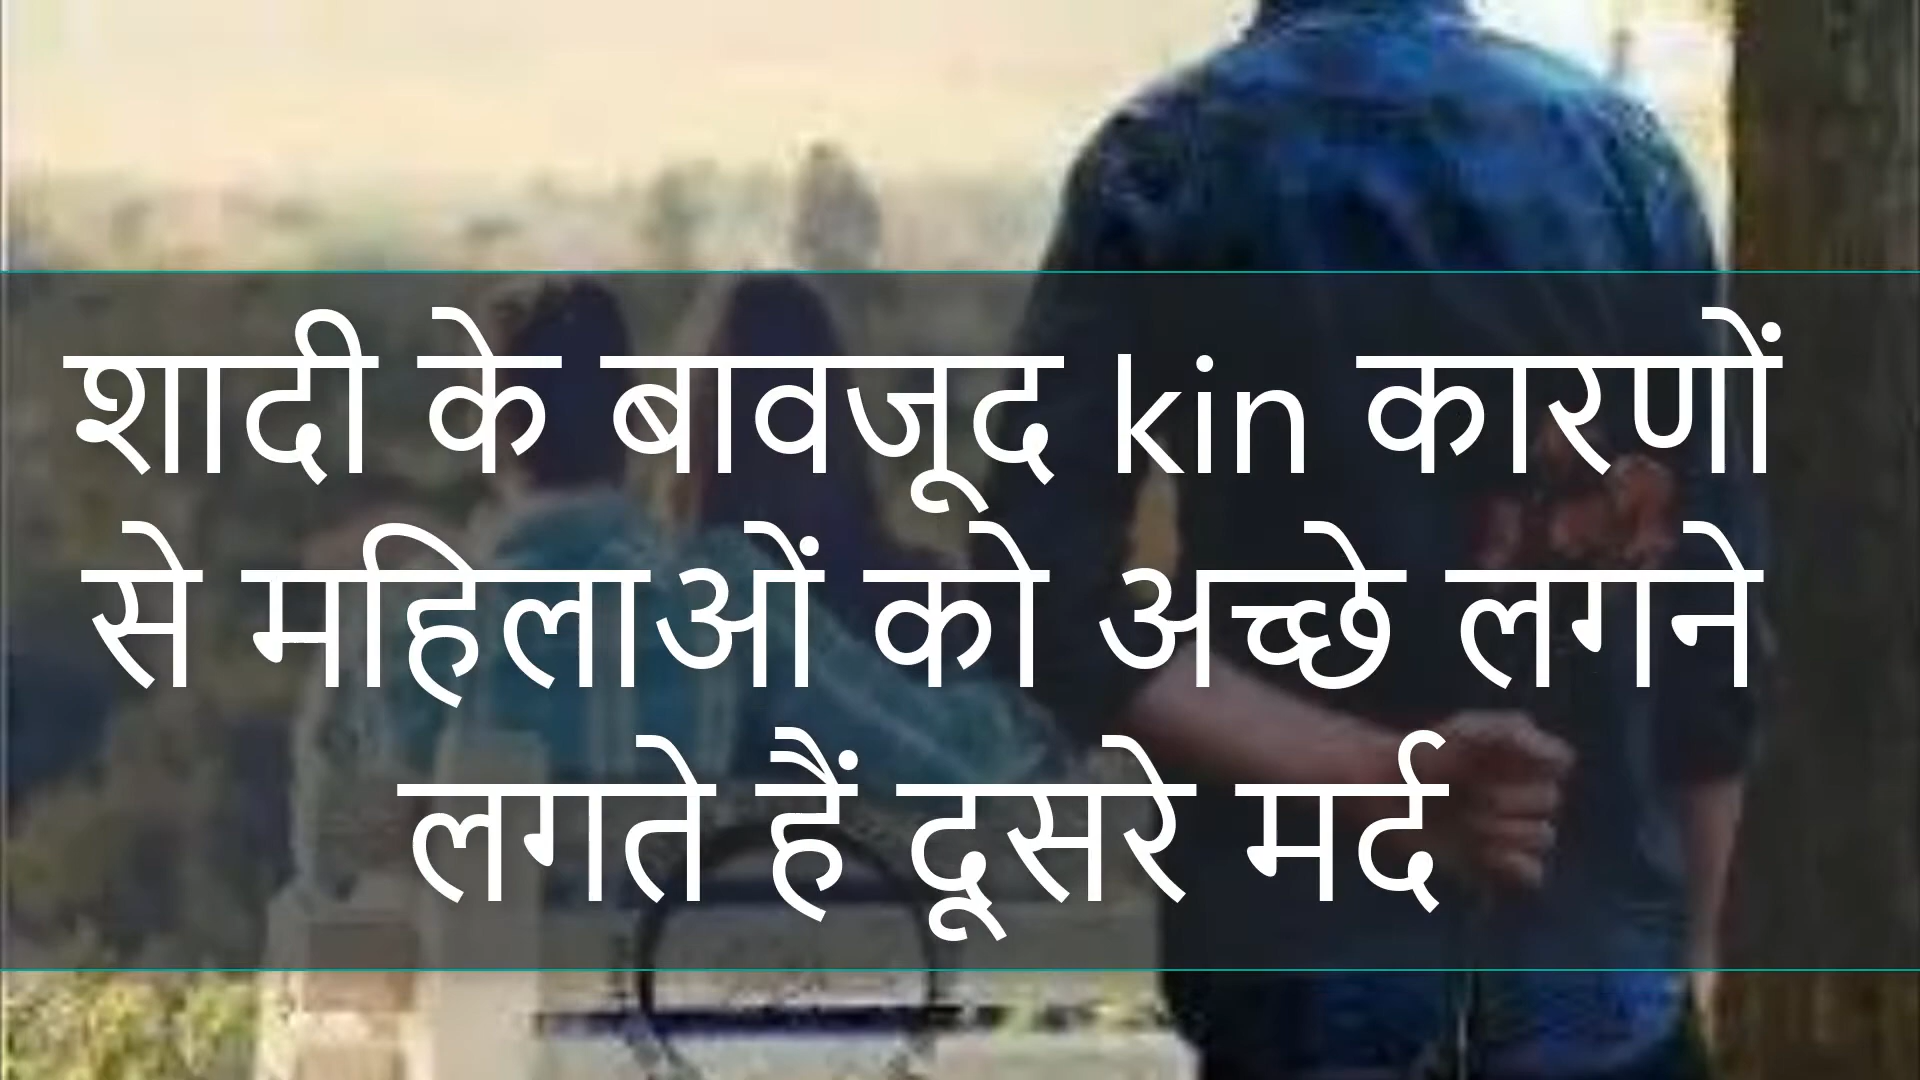 शादी के बावजूद kin कारणों
से महिलाओं को अच्छे लगने
लगते हैं दूसरे मर्द